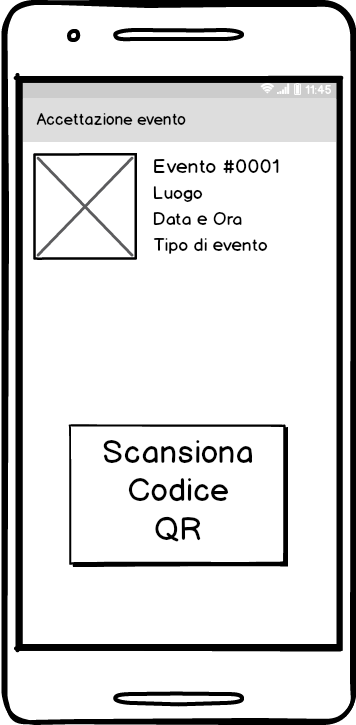 11:45
Accettazione evento
Evento #0001
Luogo
Data e Ora
Tipo di evento
Scansiona
Codice
QR